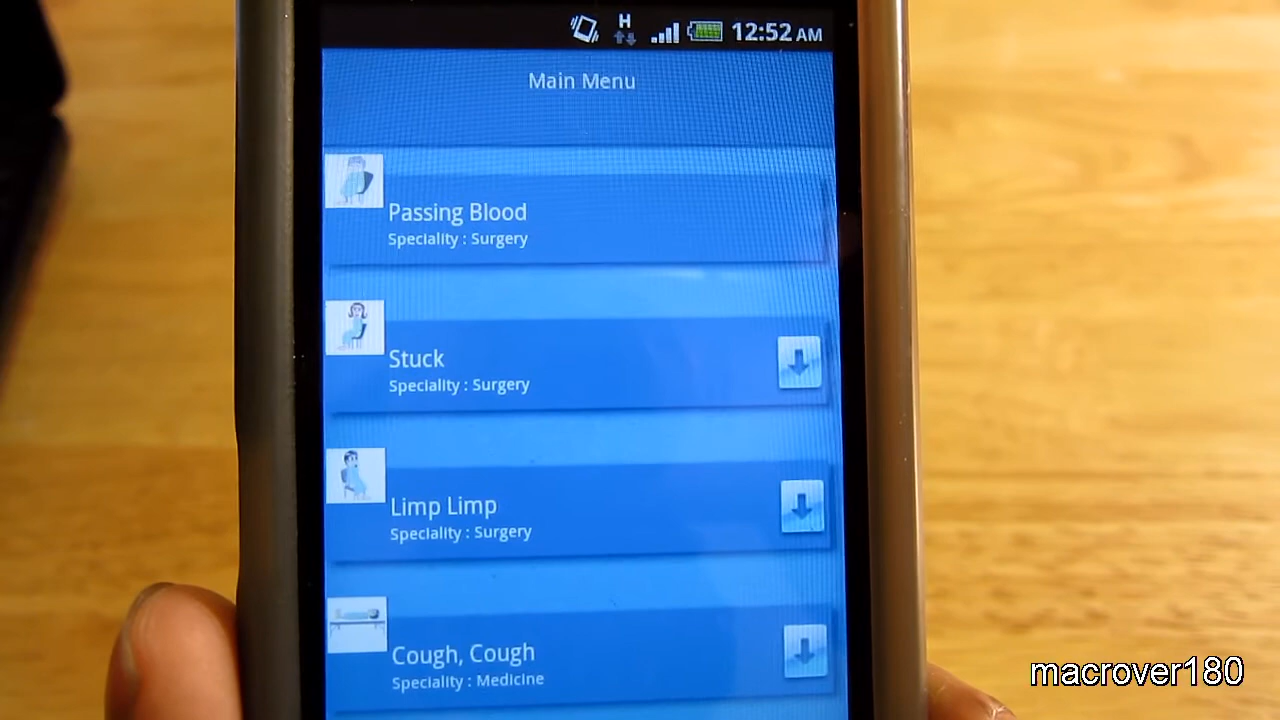 H
12:52 AM
Main Menu
Passing Blood
Speciality : Surgery
Stuck
Speciality : Surgery
Limp Limp
Speciality : Surgery
Cough, Cough
Speciality : Medicine
macrover180